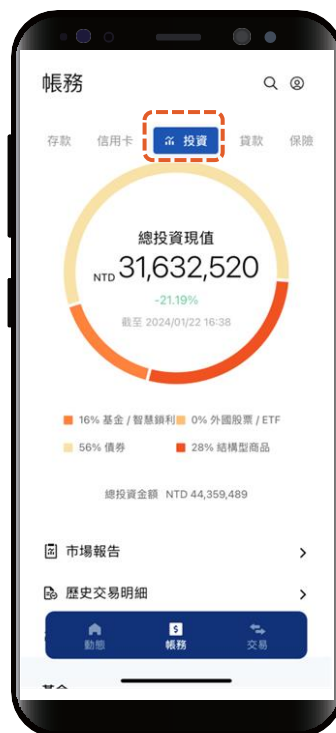 帳務
存款 信用卡 投資 貸款 保險
總投資現值
NTD 31,632,520
-21.19%
截至 2024/01/22 16:38
16% 基金 / 智慧鎖利 0% 外國股票 / ETF
56% 債券 28% 結構型商品
總投資金額 NTD 44,359,489
市場報告
歷史交易明細
動態 帳務 交易